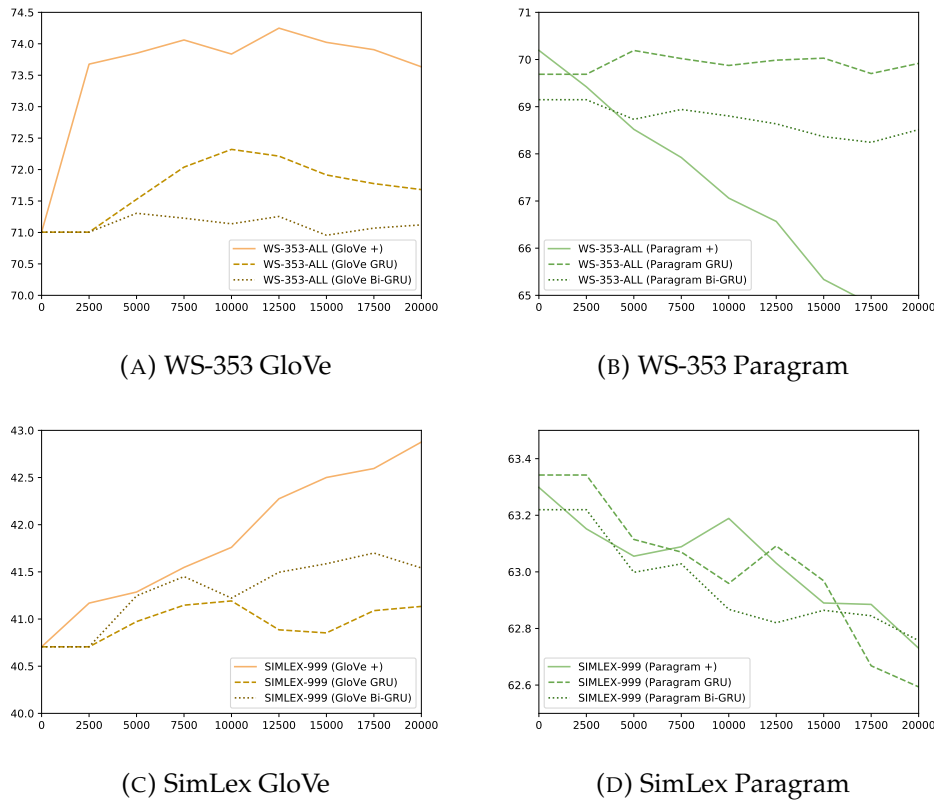 74.5
74.0
73.5
73.0
72.5
72.0
71.5
71.0
70.5
70.0
0 2500 5000 7500 10000 12500 15000 17500 20000
WS-353-ALL (GloVe +)
WS-353-ALL (GloVe GRU)
WS-353-ALL (GloVe Bi-GRU)
(A) WS-353 GloVe
71
70
69
68
67
66
65
0 2500 5000 7500 10000 12500 15000 17500 20000
WS-353-ALL (Paragram +)
WS-353-ALL (Paragram GRU)
WS-353-ALL (Paragram Bi-GRU)
(B) WS-353 Paragram
43.0
42.5
42.0
41.5
41.0
40.5
40.0
0 2500 5000 7500 10000 12500 15000 17500 20000
SIMLEX-999 (GloVe +)
SIMLEX-999 (GloVe GRU)
SIMLEX-999 (GloVe Bi-GRU)
(C) SimLex GloVe
63.4
63.2
63.0
62.8
62.6
0 2500 5000 7500 10000 12500 15000 17500 20000
SIMLEX-999 (Paragram +)
SIMLEX-999 (Paragram GRU)
SIMLEX-999 (Paragram Bi-GRU)
(D) SimLex Paragram